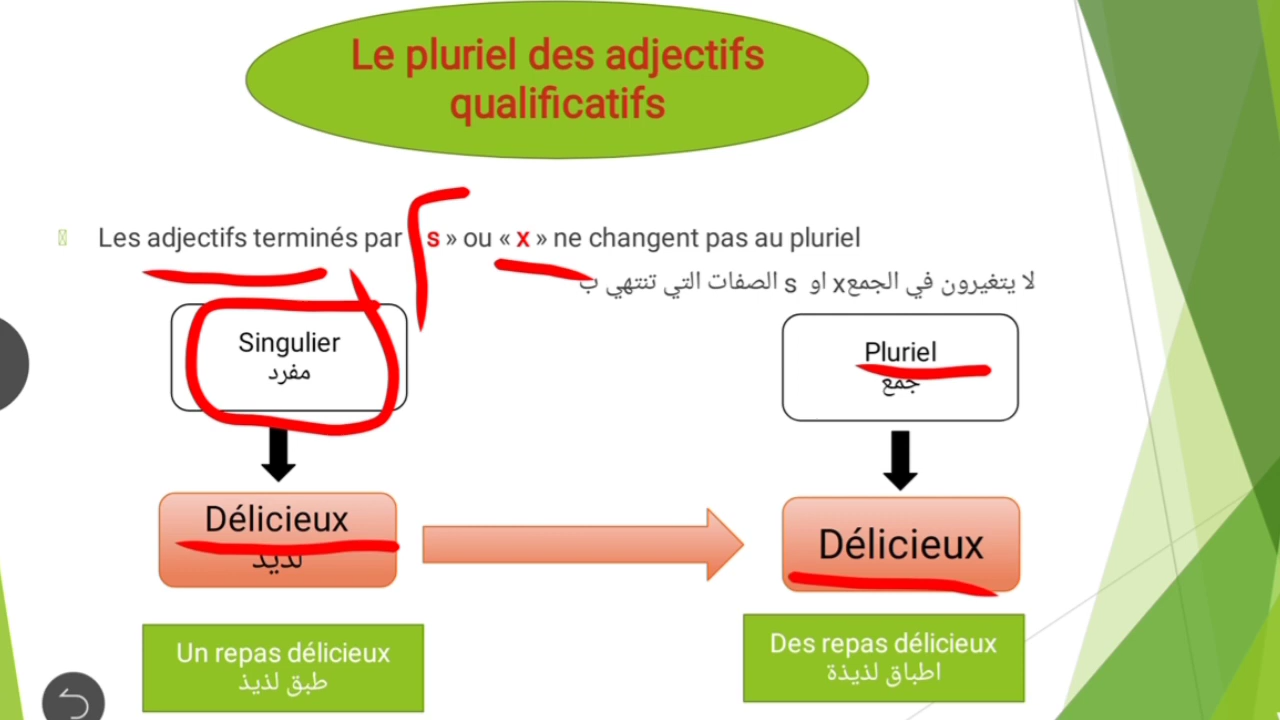 Le pluriel des adjectifs
qualificatifs
Les adjectifs terminés par s » ou « x » ne changent pas au pluriel
الصفات التي تنتهي ب s او x لا يتغيرون في الجمع
Singulier
مفرد
Pluriel
جمع
Délicieux
لذيذ
Délicieux
Un repas délicieux
طبق لذيذ
Des repas délicieux
اطباق لذيذة